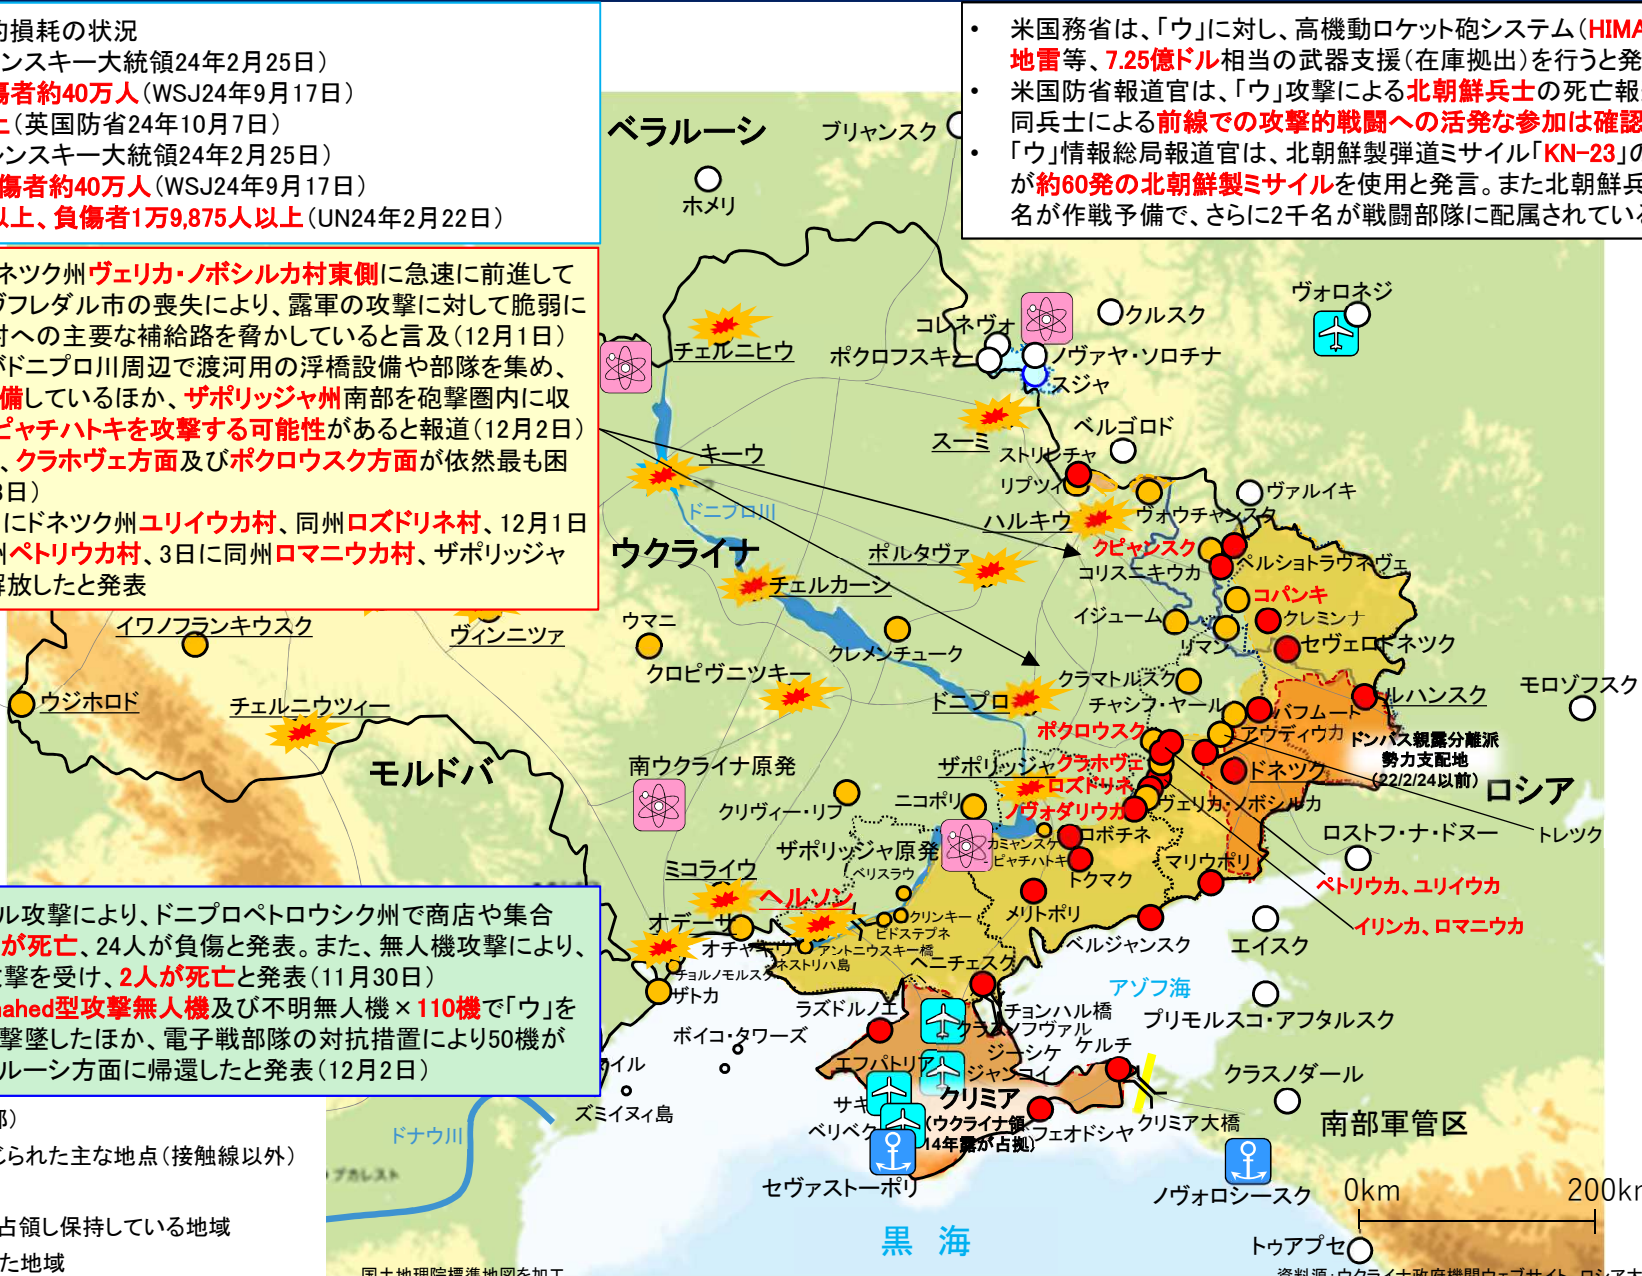 的損耗の状況
ンスキー大統領24年2月25日）
傷者約40万人（WSJ24年9月17日）
上（英国防省24年10月7日）
ンスキー大統領24年2月25日）
傷者約40万人（WSJ24年9月17日）
以上、負傷者1万9,875人以上（UN24年2月22日）
• 米国務省は、「ウ」に対し、高機動ロケット砲システム（HIMA
地雷等、7.25億ドル相当の武器支援（在庫拠出）を行うと発
• 米国防省報道官は、「ウ」攻撃による北朝鮮兵士の死亡報
同兵士による前線での攻撃的戦闘への活発な参加は確認
• 「ウ」情報総局報道官は、北朝鮮製弾道ミサイル「KN-23」の
が約60発の北朝鮮製ミサイルを使用と発言。また北朝鮮兵
名が作戦予備で、さらに2千名が戦闘部隊に配属されている
ネツク州ヴェリカ・ノボシルカ村東側に急速に前進して
ヴフレダル市の喪失により、露軍の攻撃に対して脆弱に
村への主要な補給路を脅かしていると言及（12月1日）
がドニプロ川周辺で渡河用の浮橋設備や部隊を集め、
備しているほか、ザポリッジャ州南部を砲撃圏内に収
ピャチハトキを攻撃する可能性があると報道（12月2日）
、クラホヴェ方面及びポクロウスク方面が依然最も困
3日）
にドネツク州ユリイウカ村、同州ロズドリネ村、12月1日
州ペトリウカ村、3日に同州ロマニウカ村、ザポリッジャ
解放したと発表
ベラルーシ
ブリャンスク
ホメリ
チェルニヒウ
コレネヴォ
クルスク
ヴォロネジ
ポクロフスキー
ノヴァヤ・ソロチナ
スジャ
スーミ
ベルゴロド
ストリレチャ
リプツィ
キーウ
ヴァルイキ
ヴォウチャンスク
ハルキウ
ドニプロ川
ウクライナ
ポルタヴァ
クピャンスク
コリスニキウカ
ペルショトラヴネヴェ
チェルカーシ
コパンキ
イジューム
クレミンナ
イワノフランキウスク
ヴィンニツァ
ウマニ
クレメンチューク
リマン
セヴェロドネツク
クロピヴニツキー
クラマトルスク
ウジホロド
チェルニウツィー
ドニプロ
チャシフ・ヤール
バフムート
ルハンスク
モロゾフスク
ポクロウスク
アウディウカ
ドンバス親露分離派
勢力支配地
（22/2/24以前）
モルドバ
南ウクライナ原発
ザポリッジャ
クラホヴェ
ドネツク
ロシア
ロズドリネ
クリヴィー・リフ
ニコポリ
ノヴォダリウカ
ヴェリカ・ノボシルカ
ロストフ・ナ・ドヌー
トレツク
ザポリッジャ原発
カミヤンスケ
ロボチネ
ピャチハトキ
マリウポリ
ミコライウ
ベリスラウ
トクマク
ペトリウカ、ユリイウカ
ヘルソン
メリトポリ
イリンカ、ロマニウカ
オデーサ
クリンキー
ビドステプネ
ベルジャンスク
エイスク
オチャキウ
アントニウスキー橋
ネストリハ島
ヘニチェスク
チョルノモルスク
ザトカ
アゾフ海
ラズドルノエ
チョンハル橋
プリモルスコ・アフタルスク
ル攻撃により、ドニプロペトロウシク州で商店や集合
が死亡、24人が負傷と発表。また、無人機攻撃により、
攻撃を受け、2人が死亡と発表（11月30日）
ahed型攻撃無人機及び不明無人機×110機で「ウ」を
撃墜したほか、電子戦部隊の対抗措置により50機が
ルーシ方面に帰還したと発表（12月2日）
ボイコ・タワーズ
クラスノフヴァル
ジーシケ
ケルチ
イル
エフパトリア
ジャンコイ
クラスノダール
ズミイヌィ島
サキ
クリミア
（ウクライナ領
14年露が占拠）
ベリベク
フェオドシヤ
クリミア大橋
南部軍管区
部）
じられた主な地点（接触線以外）
ドナウ川
ブカレスト
セヴァストーポリ
ノヴォロシースク
0km
200km
占領し保持している地域
黒 海
トゥアプセ
た地域
国土地理院標準地図を加工
資料源：ウクライナ政府機関ウェブサイト、ロシア大